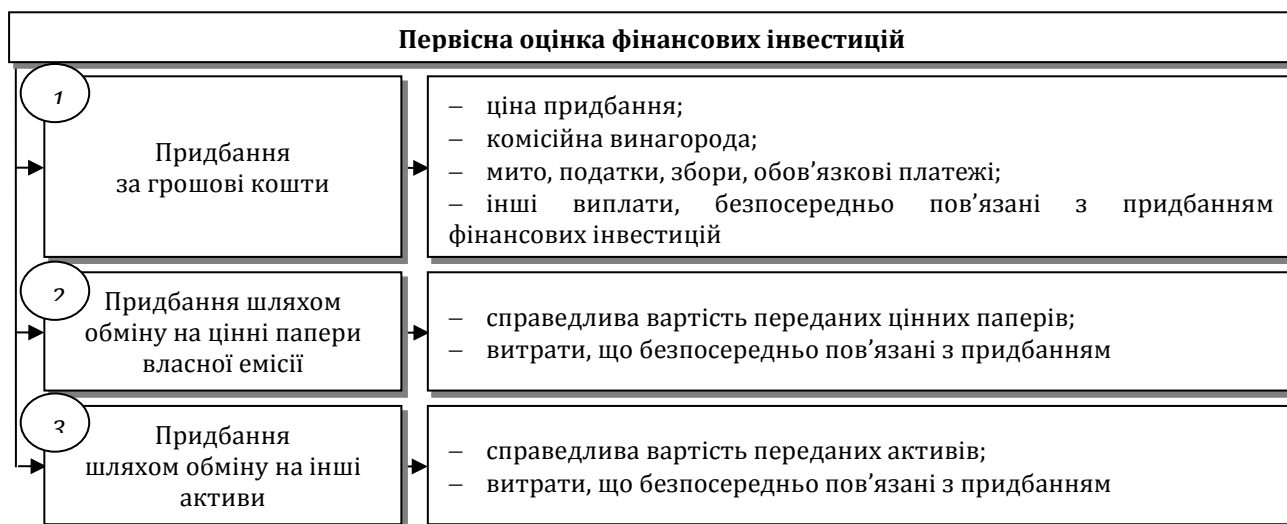 Первісна оцінка фінансових інвестицій
1
Придбання
за грошові кошти
– ціна придбання;
– комісійна винагорода;
– мито, податки, збори, обов’язкові платежі;
– інші виплати, безпосередньо пов’язані з придбанням
фінансових інвестицій
2
Придбання шляхом
обміну на цінні папери
власної емісії
– справедлива вартість переданих цінних паперів;
– витрати, що безпосередньо пов’язані з придбанням
3
Придбання
шляхом обміну на інші
активи
– справедлива вартість переданих активів;
– витрати, що безпосередньо пов’язані з придбанням